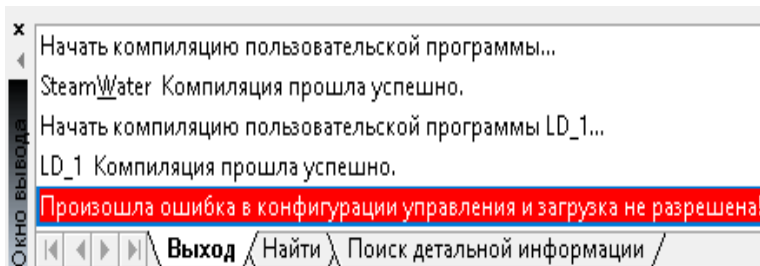 x
Начать компиляцию пользовательской программы...
SteamWater Компиляция прошла успешно.
Начать компиляцию пользовательской программы LD_1...
LD_1 Компиляция прошла успешно.
Произошла ошибка в конфигурации управления и загрузка не разрешена!
Окно вывода
Выход / Найти \ Поиск детальной информации /